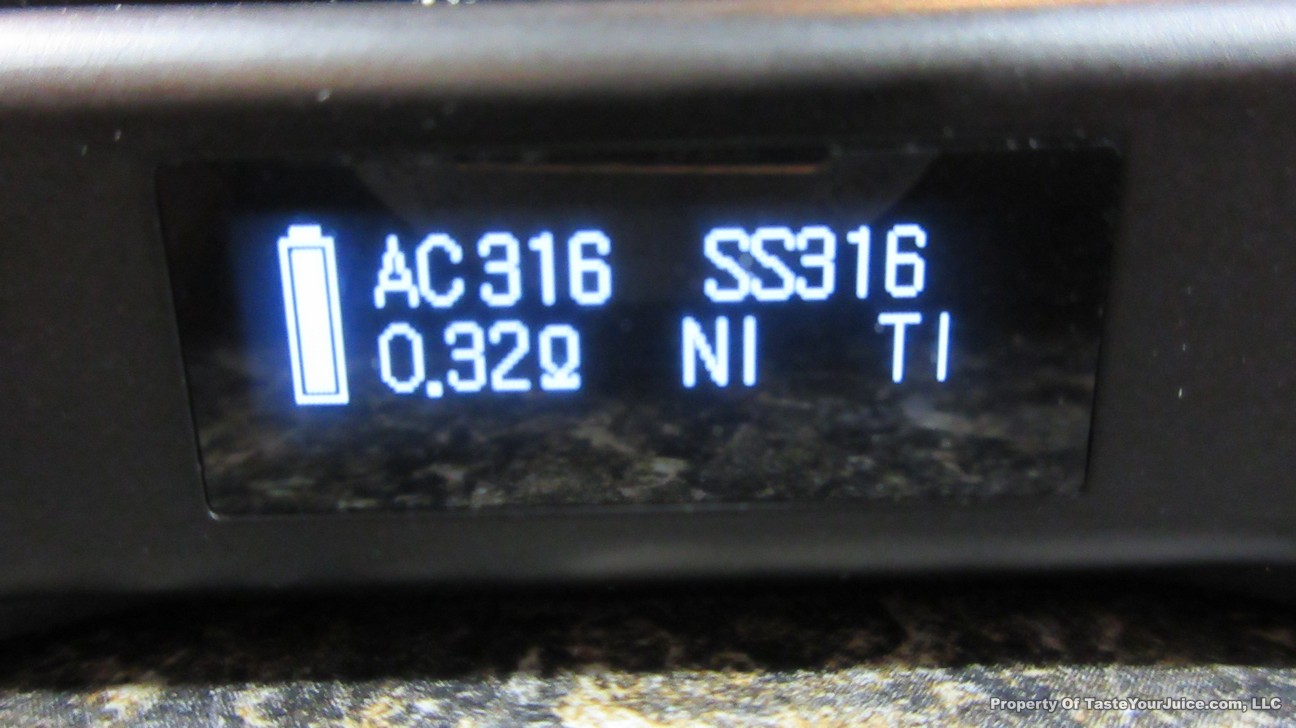 AC316 SS316
0.32Ω NI TI
Property Of TasteYourJuice.com, LLC